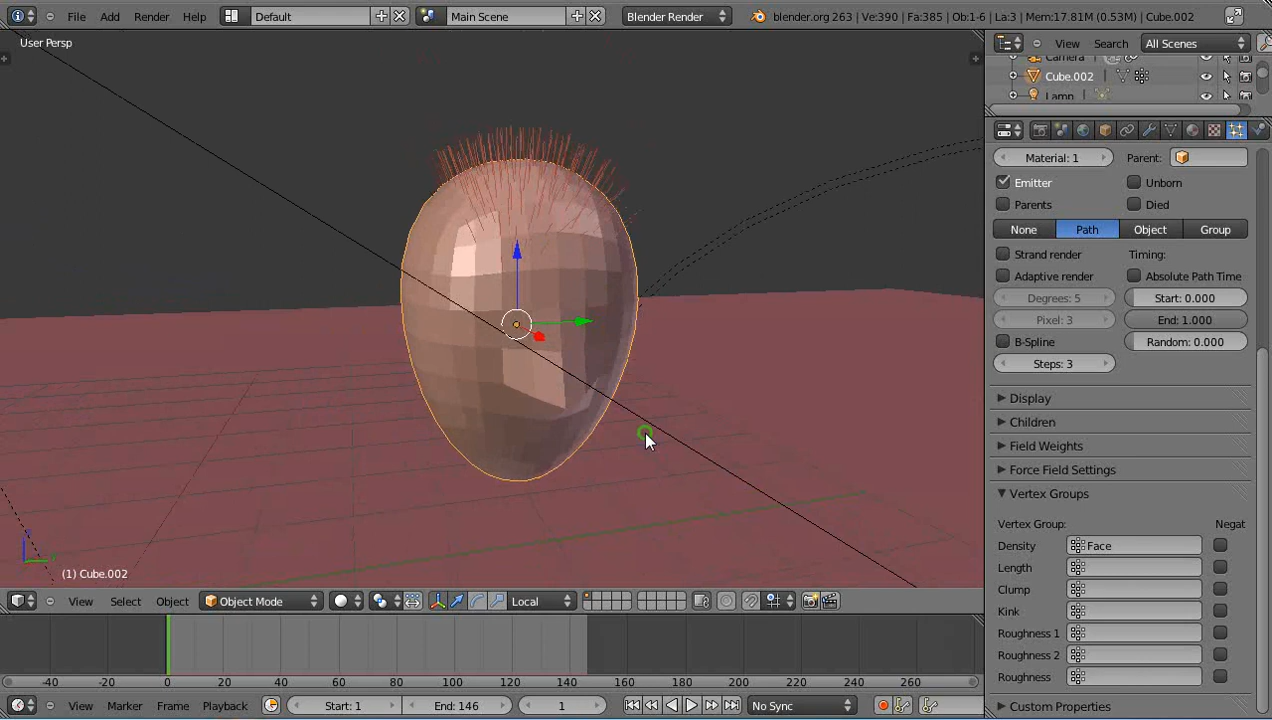 File Add Render Help Default Main Scene Blender Render blender.org 263 | Ve:390 | Fa:385 | Ob:1-6 | La:3 | Mem:17.81M (0.53M) | Cube.002
User Persp
View Search All Scenes
Camera
Cube.002
Lamp
Material: 1 Parent:
Emitter Unborn
Parents Died
None Path Object Group
Strand render Timing:
Adaptive render Absolute Path Time
Degrees: 5 Start: 0.000
Pixel: 3 End: 1.000
B-Spline Random: 0.000
Steps: 3
Display
Children
Field Weights
Force Field Settings
Vertex Groups
Vertex Group: Negat
Density Face
Length
Clump
Kink
Roughness 1
Roughness 2
Roughness
Custom Properties
(1) Cube.002
View Select Object Object Mode Local
-40 -20 0 20 40 60 80 100 120 140 160 180 200 220 240 260
View Marker Frame Playback Start: 1 End: 146 1 No Sync